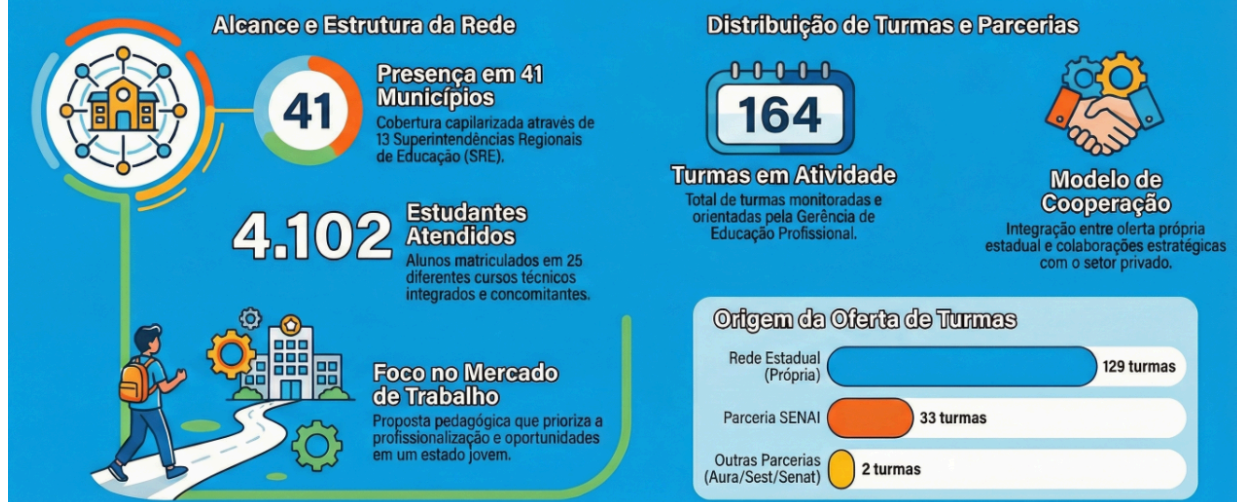 Alcance e Estrutura da Rede
41
Presença em 41
Municípios
Cobertura capilarizada através de
13 Superintendências Regionais
de Educação (SRE).
4.102
Estudantes
Atendidos
Alunos matriculados em 25
diferentes cursos técnicos
integrados e concomitantes.
Foco no Mercado
de Trabalho
Proposta pedagógica que prioriza a
profissionalização e oportunidades
em um estado jovem.
Distribuição de Turmas e Parcerias
164
Turmas em Atividade
Total de turmas monitoradas e
orientadas pela Gerência de
Educação Profissional.
Modelo de
Cooperação
Integração entre oferta própria
estadual e colaborações estratégicas
com o setor privado.
Origem da Oferta de Turmas
Rede Estadual
(Própria)
129 turmas
Parceria SENAI
33 turmas
Outras Parcerias
(Aura/Sest/Senat)
2 turmas